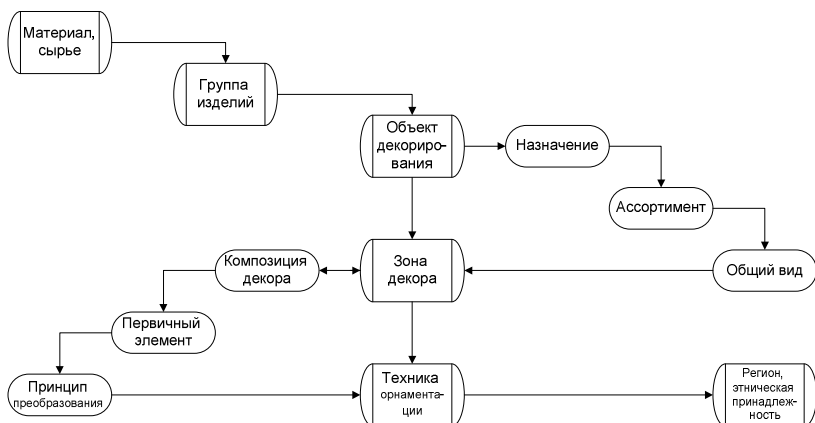 Материал,
сырье
Группа
изделий
Объект
декориро-
вания
Назначение
Ассортимент
Общий вид
Зона
декора
Композиция
декора
Первичный
элемент
Принцип
преобразования
Техника
орнамента-
ции
Регион,
этническая
принадлеж-
ность